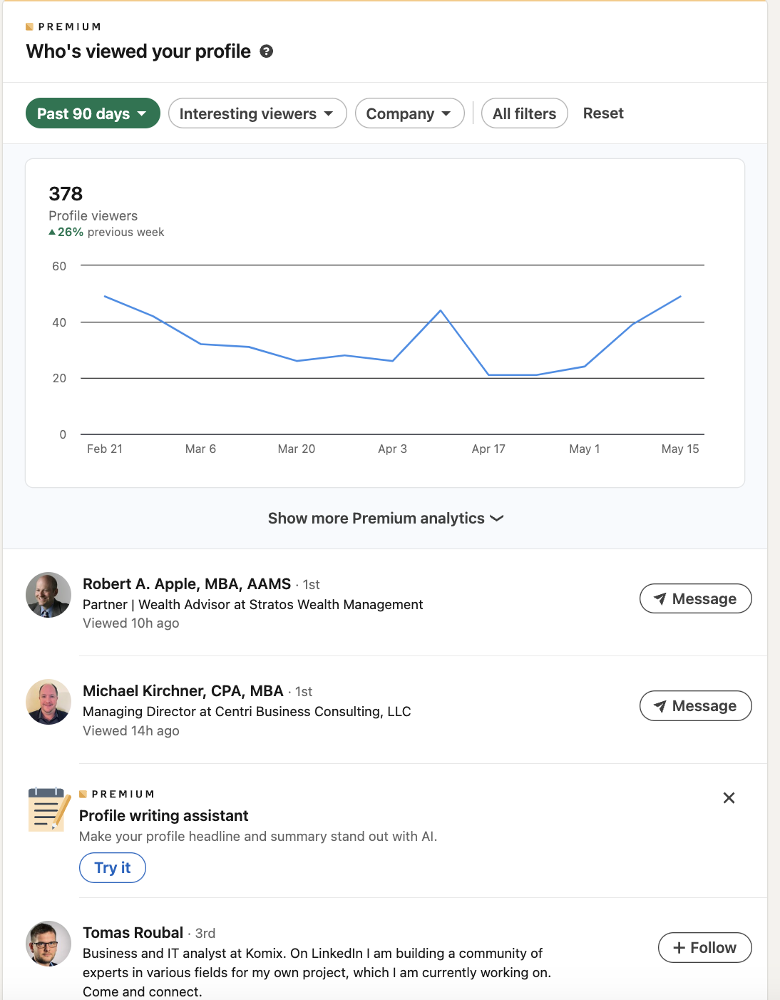 PREMIUM
Who's viewed your profile ?
Past 90 days
Interesting viewers
Company
All filters
Reset
378
Profile viewers
26% previous week
60
40
20
0
Feb 21
Mar 6
Mar 20
Apr 3
Apr 17
May 1
May 15
Show more Premium analytics
Robert A. Apple, MBA, AAMS · 1st
Partner | Wealth Advisor at Stratos Wealth Management
Viewed 10h ago
Message
Michael Kirchner, CPA, MBA · 1st
Managing Director at Centri Business Consulting, LLC
Viewed 14h ago
Message
PREMIUM
Profile writing assistant
Make your profile headline and summary stand out with AI.
Try it
Tomas Roubal · 3rd
Business and IT analyst at Komix. On LinkedIn I am building a community of
experts in various fields for my own project, which I am currently working on.
Come and connect.
+ Follow